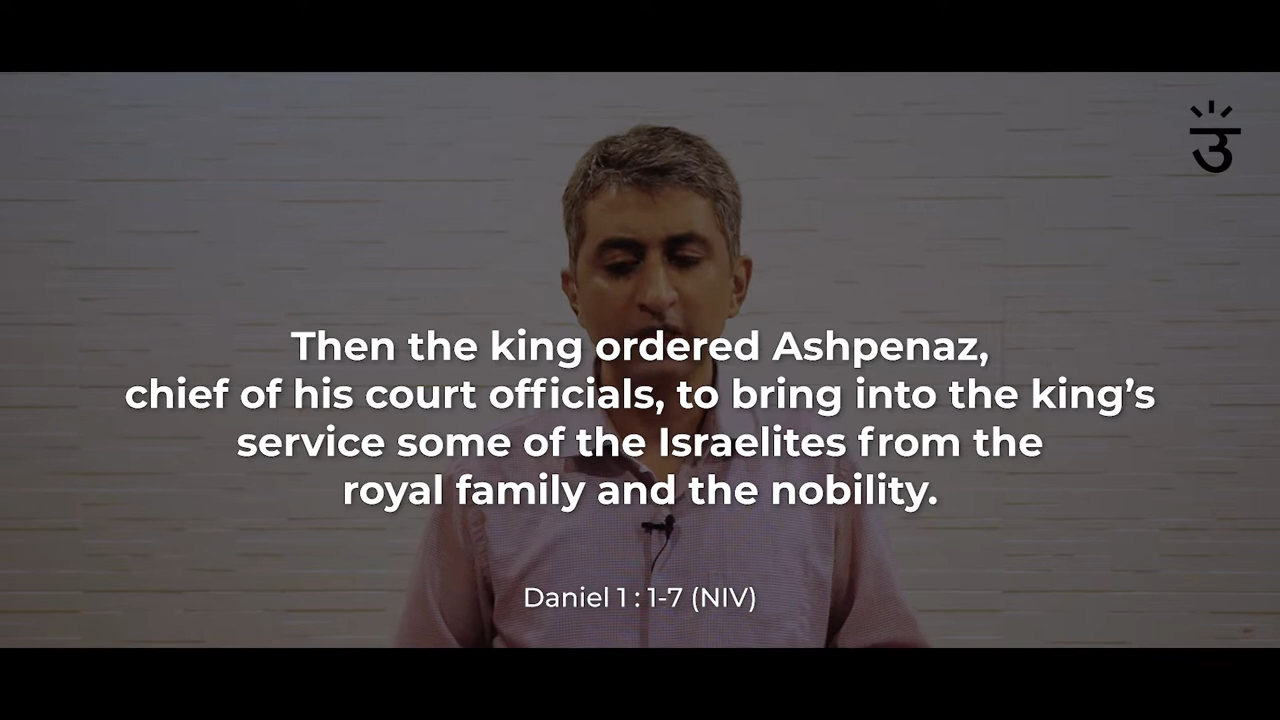 उ
Then the king ordered Ashpenaz,
chief of his court officials, to bring into the king’s
service some of the Israelites from the
royal family and the nobility.
Daniel 1 : 1-7 (NIV)